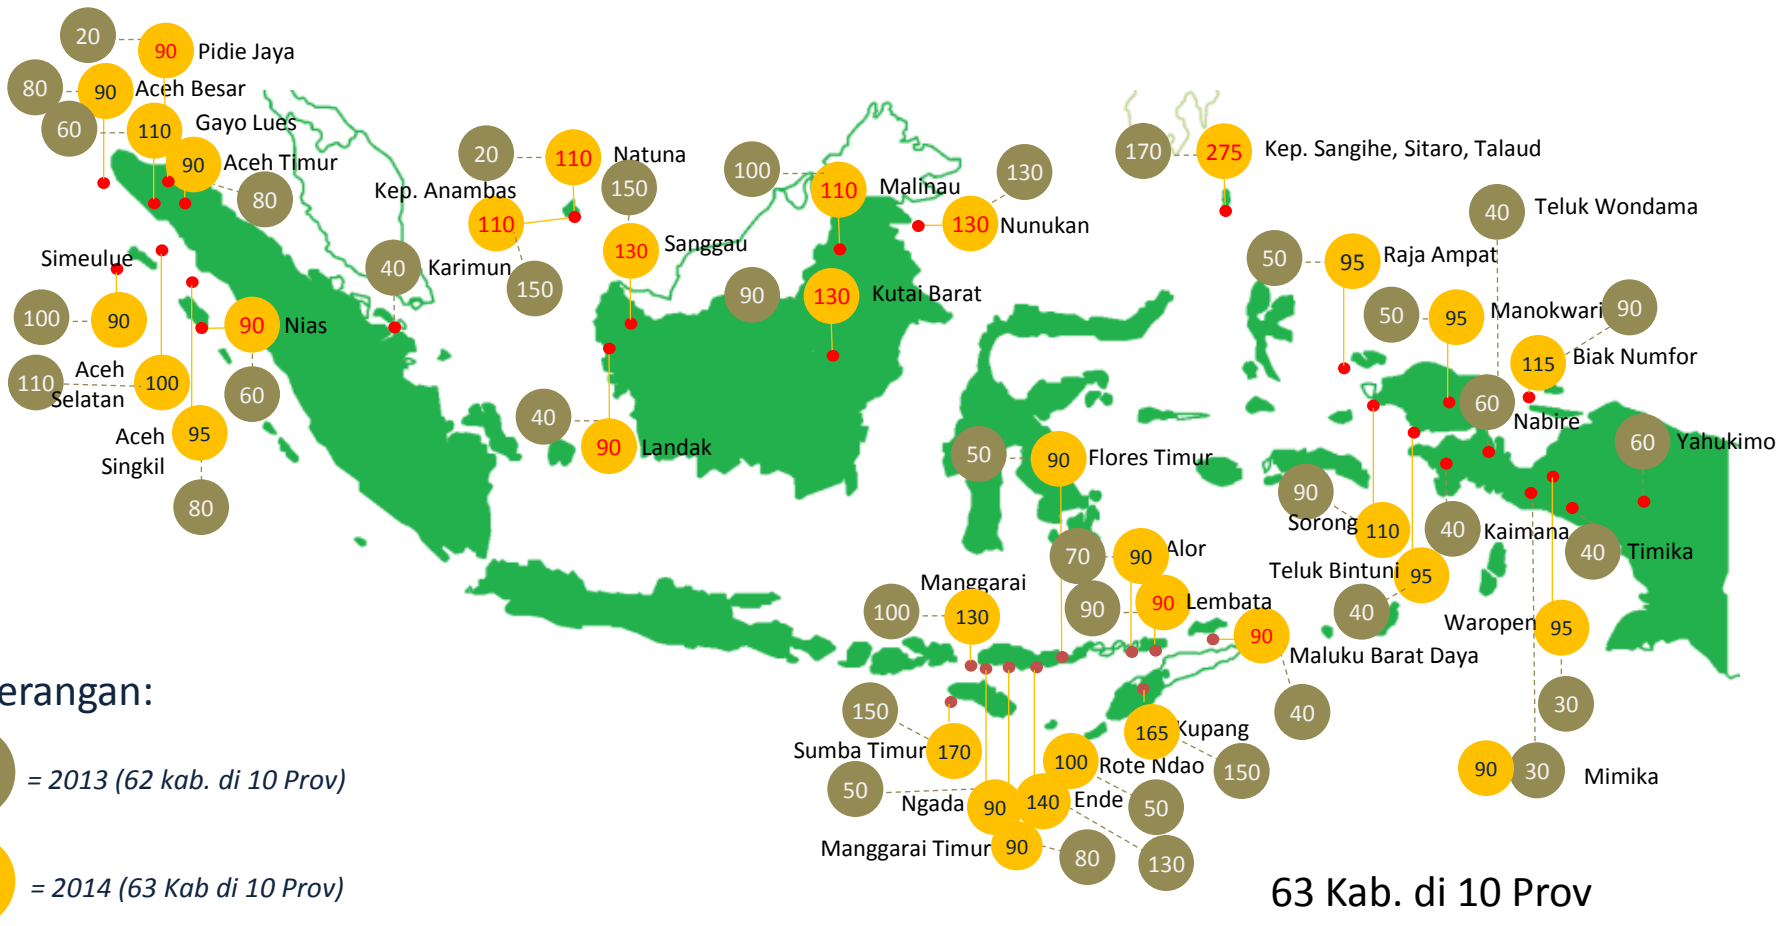 20 90 Pidie Jaya
80 90 Aceh Besar
60 110 Gayo Lues
90 Aceh Timur
80
Simeulue
100 90
90 Nias
60
110 Aceh
Selatan 100
Aceh
Singkil 95
80
40 Karimun
20 110 Natuna
Kep. Anambas
110
150
150
130 Sanggau
40
90 Landak
100
110 Malinau
130
130 Nunukan
90 130 Kutai Barat
170 275 Kep. Sangihe, Sitaro, Talaud
40 Teluk Wondama
50 95 Raja Ampat
50 95 Manokwari
90
115 Biak Numfor
60
Nabire
60 Yahukimo
90
Sorong 110
40 Kaimana
40 Timika
Teluk Bintuni 95
40
Waropen 95
30
90 30 Mimika
50 90 Flores Timur
70 90 Alor
90 90 Lembata
90
Maluku Barat Daya
40
Manggarai
100 130
150
Sumba Timur 170
50
Ngada 90
140 Ende
130
100 Rote Ndao
50
165 Kupang
150
Manggarai Timur 90 80
erangan:
= 2013 (62 kab. di 10 Prov)
= 2014 (63 Kab di 10 Prov)
63 Kab. di 10 Prov